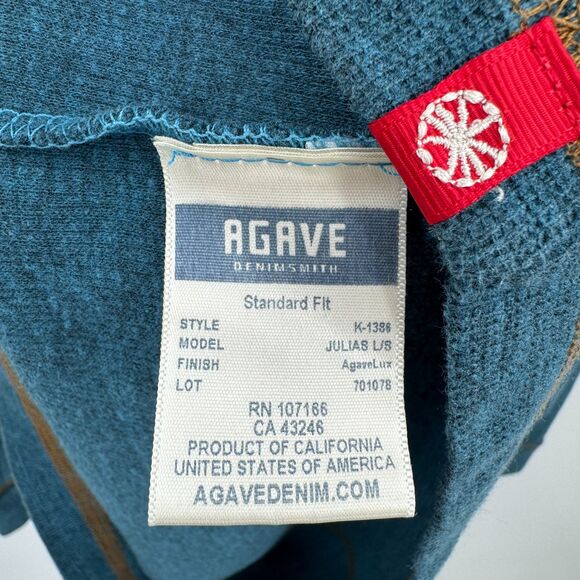 AGAVE
DENIMSMITH
Standard Fit
STYLE K-1386
MODEL JULIAS L/S
FINISH AgaveLux
LOT 701078
RN 107166
CA 43246
PRODUCT OF CALIFORNIA
UNITED STATES OF AMERICA
AGAVEDENIM.COM